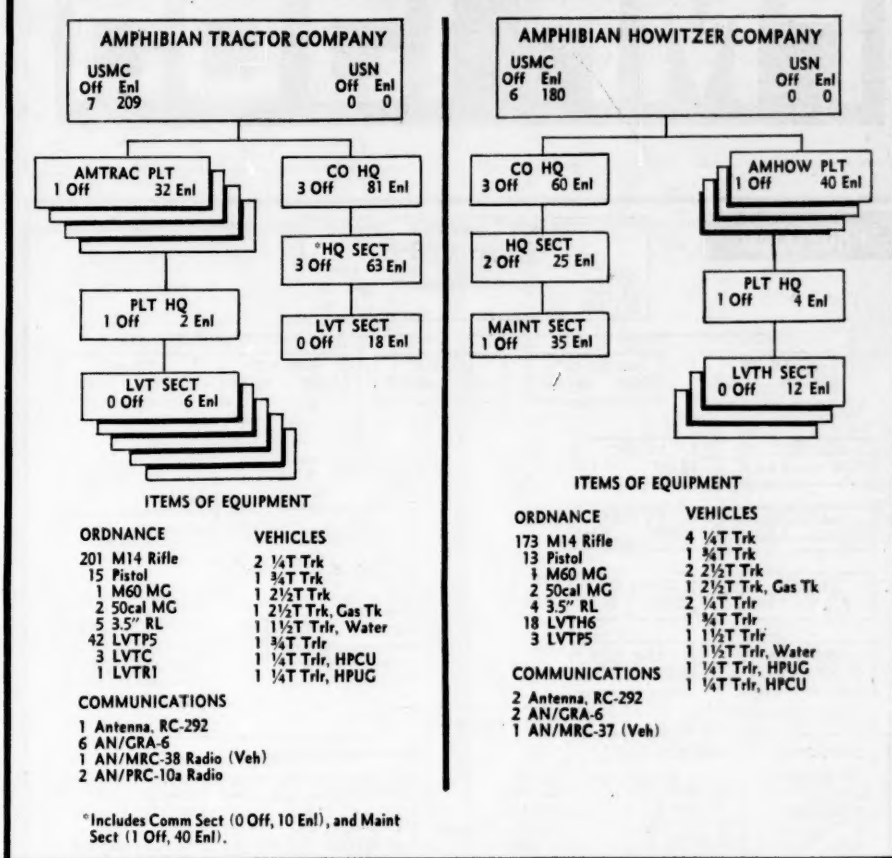 AMPHIBIAN TRACTOR COMPANY
USMC USN
Off Enl Off Enl
7 209 0 0
AMTRAC PLT
1 Off 32 Enl
CO HQ
3 Off 81 Enl
*HQ SECT
3 Off 63 Enl
PLT HQ
1 Off 2 Enl
LVT SECT
0 Off 18 Enl
LVT SECT
0 Off 6 Enl
ITEMS OF EQUIPMENT
ORDNANCE
201 M14 Rifle
15 Pistol
1 M60 MG
2 50cal MG
5 3.5" RL
42 LVTP5
3 LVTC
1 LVTR1
VEHICLES
2 ¼T Trk
1 ¾T Trk
1 2½T Trk
1 2½T Trk, Gas Tk
1 1½T Trlr, Water
1 ¾T Trlr
1 ¼T Trlr, HPCU
1 ¼T Trlr, HPUG
COMMUNICATIONS
1 Antenna, RC-292
6 AN/GRA-6
1 AN/MRC-38 Radio (Veh)
2 AN/PRC-10a Radio
*Includes Comm Sect (0 Off, 10 Enl), and Maint
Sect (1 Off, 40 Enl).
AMPHIBIAN HOWITZER COMPANY
USMC USN
Off Enl Off Enl
6 180 0 0
CO HQ
3 Off 60 Enl
AMHOW PLT
1 Off 40 Enl
HQ SECT
2 Off 25 Enl
PLT HQ
1 Off 4 Enl
MAINT SECT
1 Off 35 Enl
LVTH SECT
0 Off 12 Enl
ITEMS OF EQUIPMENT
ORDNANCE
173 M14 Rifle
13 Pistol
1 M60 MG
2 50cal MG
4 3.5" RL
18 LVTH6
3 LVTP5
VEHICLES
4 ¼T Trk
1 ¾T Trk
2 2½T Trk
1 2½T Trk, Gas Tk
2 ¼T Trlr
1 ¾T Trlr
1 1½T Trlr
1 1½T Trlr, Water
1 ¼T Trlr, HPUG
1 ¼T Trlr, HPCU
COMMUNICATIONS
2 Antenna, RC-292
2 AN/GRA-6
1 AN/MRC-37 (Veh)